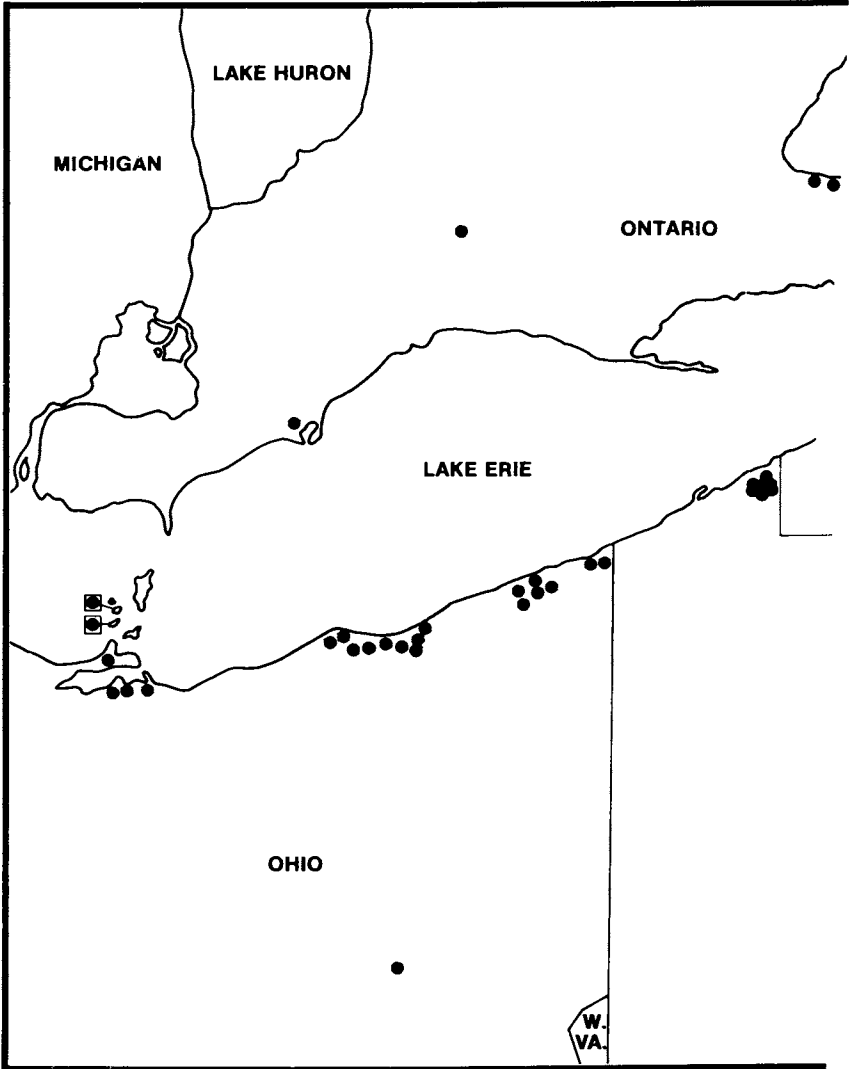 LAKE HURON
MICHIGAN
ONTARIO
LAKE ERIE
OHIO
W.
VA.